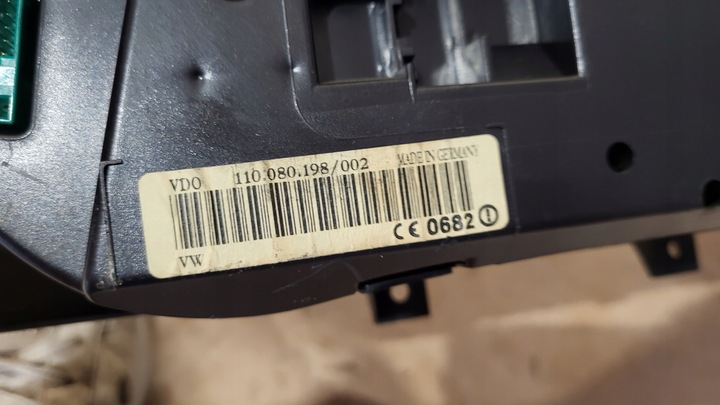 VDO 110.080.198/002 MADE IN GERMANY
CE 0682
VW